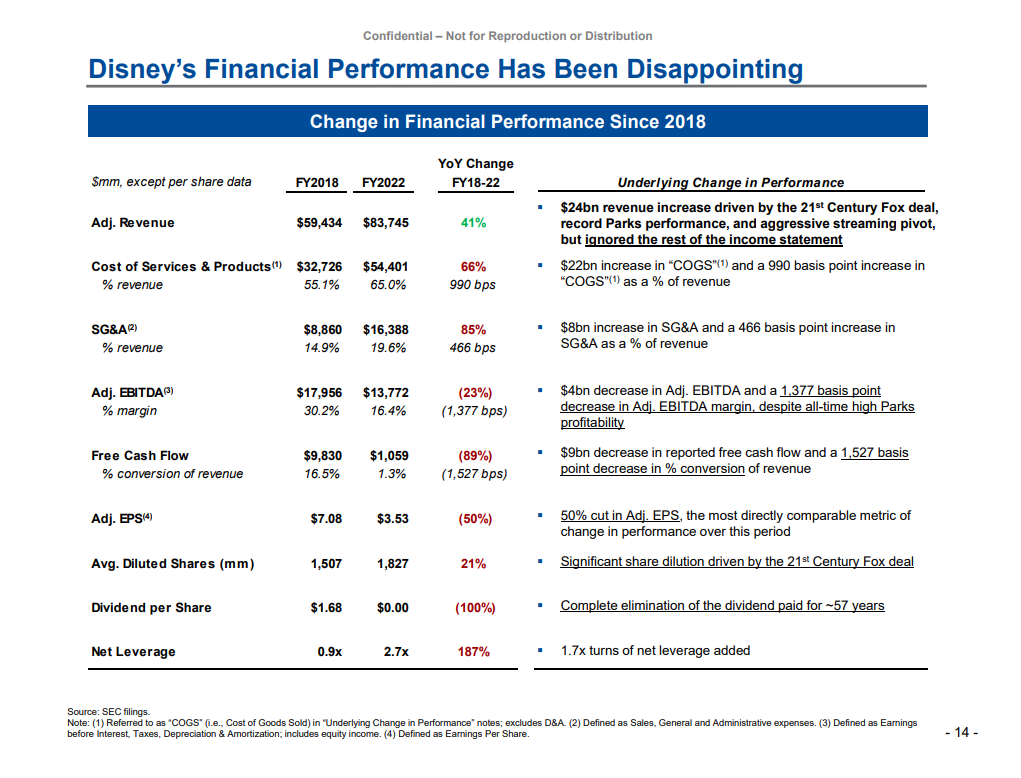 Confidential – Not for Reproduction or Distribution
Disney’s Financial Performance Has Been Disappointing
Change in Financial Performance Since 2018
YoY Change
$mm, except per share data FY2018 FY2022 FY18-22 Underlying Change in Performance
Adj. Revenue $59,434 $83,745 41%
▪ $24bn revenue increase driven by the 21st Century Fox deal,
record Parks performance, and aggressive streaming pivot,
but ignored the rest of the income statement
Cost of Services & Products(1) $32,726 $54,401 66%
% revenue 55.1% 65.0% 990 bps
▪ $22bn increase in “COGS”(1) and a 990 basis point increase in
“COGS”(1) as a % of revenue
SG&A(2) $8,860 $16,388 85%
% revenue 14.9% 19.6% 466 bps
▪ $8bn increase in SG&A and a 466 basis point increase in
SG&A as a % of revenue
Adj. EBITDA(3) $17,956 $13,772 (23%)
% margin 30.2% 16.4% (1,377 bps)
▪ $4bn decrease in Adj. EBITDA and a 1,377 basis point
decrease in Adj. EBITDA margin, despite all-time high Parks
profitability
Free Cash Flow $9,830 $1,059 (89%)
% conversion of revenue 16.5% 1.3% (1,527 bps)
▪ $9bn decrease in reported free cash flow and a 1,527 basis
point decrease in % conversion of revenue
Adj. EPS(4) $7.08 $3.53 (50%)
▪ 50% cut in Adj. EPS, the most directly comparable metric of
change in performance over this period
Avg. Diluted Shares (mm) 1,507 1,827 21%
▪ Significant share dilution driven by the 21st Century Fox deal
Dividend per Share $1.68 $0.00 (100%)
▪ Complete elimination of the dividend paid for ~57 years
Net Leverage 0.9x 2.7x 187%
▪ 1.7x turns of net leverage added
Source: SEC filings.
Note: (1) Referred to as “COGS” (i.e., Cost of Goods Sold) in “Underlying Change in Performance” notes; excludes D&A. (2) Defined as Sales, General and Administrative expenses. (3) Defined as Earnings
before Interest, Taxes, Depreciation & Amortization; includes equity income. (4) Defined as Earnings Per Share.
- 14 -